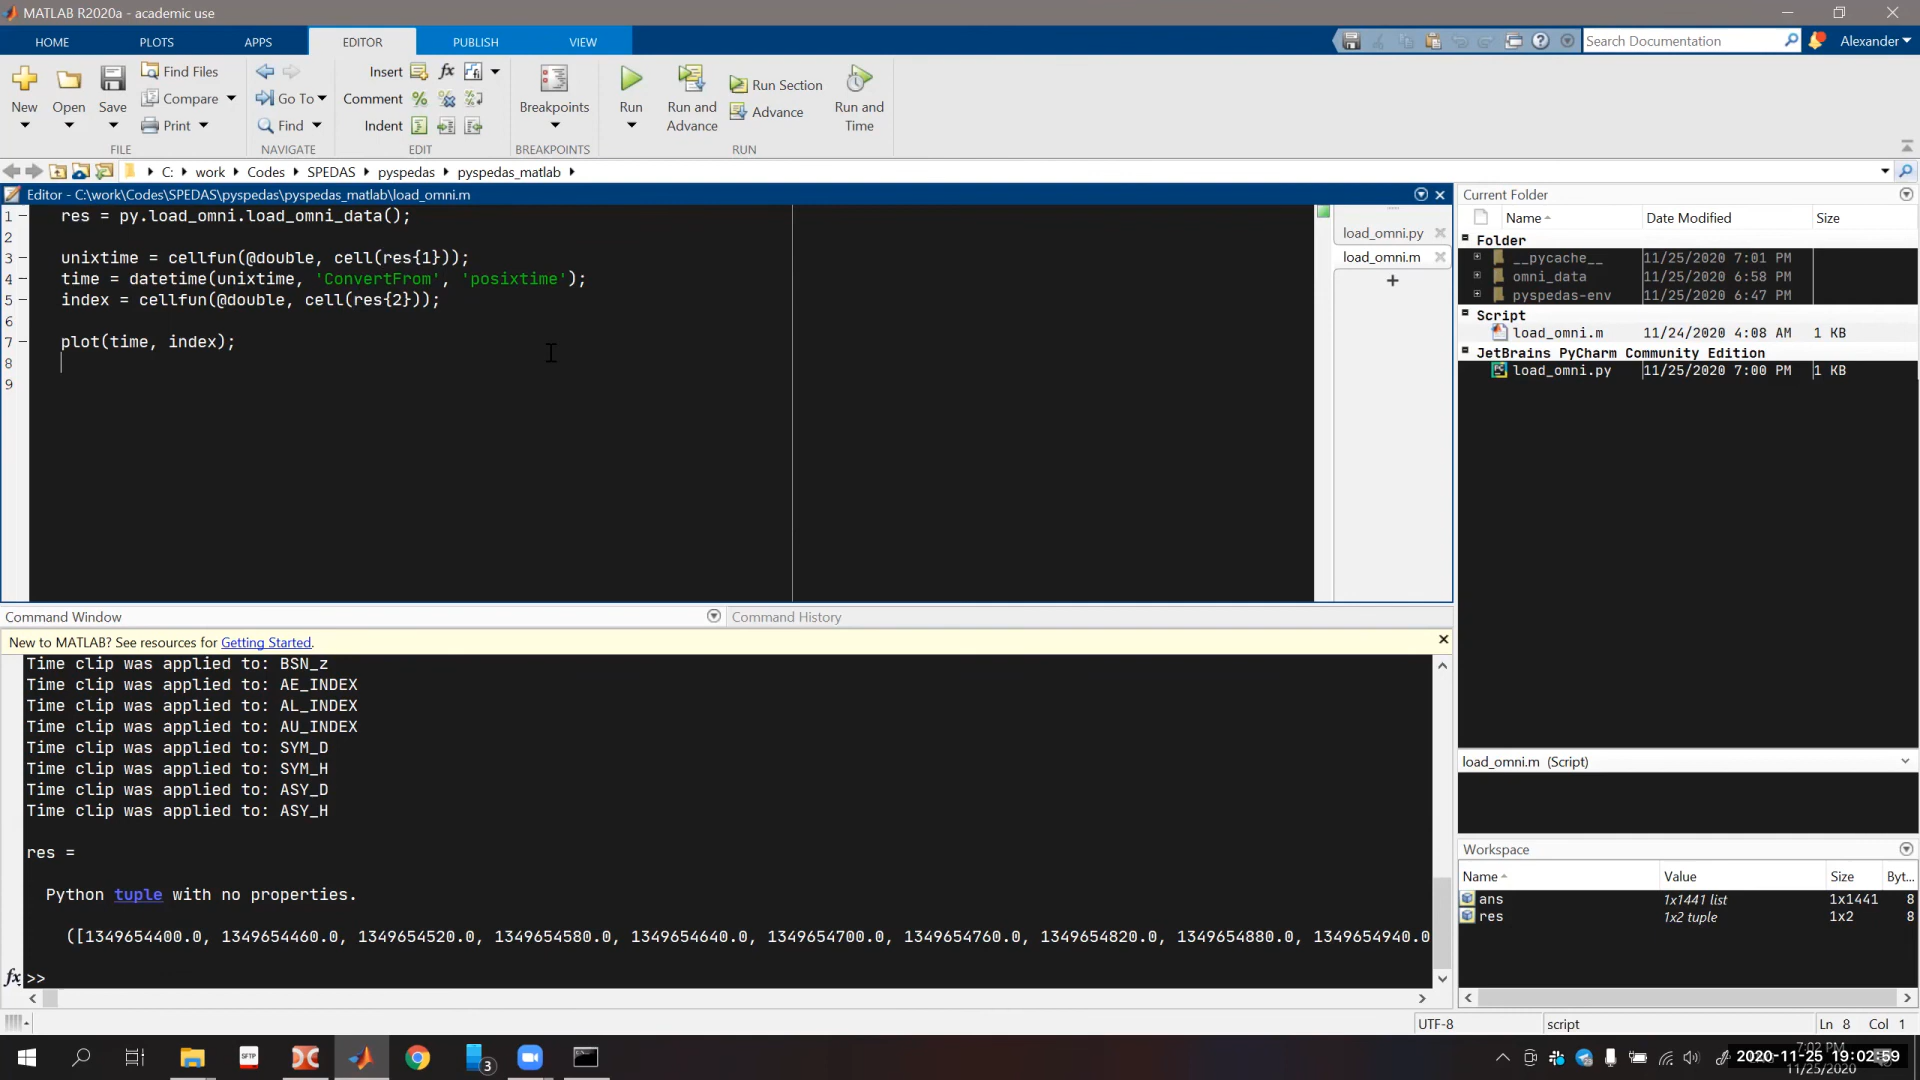 MATLAB R2020a - academic use
HOME PLOTS APPS EDITOR PUBLISH VIEW
Search Documentation Alexander
New Open Save
Find Files
Compare
Print
FILE
Go To
Find
NAVIGATE
Insert
Comment
Indent
EDIT
Breakpoints
BREAKPOINTS
Run
Run and Advance
Run Section
Advance
Run and Time
RUN
C: work Codes SPEDAS pyspedas pyspedas_matlab
Editor - C:\work\Codes\SPEDAS\pyspedas\pyspedas_matlab\load_omni.m
1 res = py.load_omni.load_omni_data();
2
3 unixtime = cellfun(@double, cell(res{1}));
4 time = datetime(unixtime, 'ConvertFrom', 'posixtime');
5 index = cellfun(@double, cell(res{2}));
6
7 plot(time, index);
8
9
load_omni.py
load_omni.m
Current Folder
Name Date Modified Size
Folder
__pycache__ 11/25/2020 7:01 PM
omni_data 11/25/2020 6:58 PM
pyspedas-env 11/25/2020 6:47 PM
Script
load_omni.m 11/24/2020 4:08 AM 1 KB
JetBrains PyCharm Community Edition
load_omni.py 11/25/2020 7:00 PM 1 KB
load_omni.m (Script)
Workspace
Name Value Size Byt...
ans 1x1441 list 1x1441 8
res 1x2 tuple 1x2 8
Command Window Command History
New to MATLAB? See resources for Getting Started.
Time clip was applied to: BSN_z
Time clip was applied to: AE_INDEX
Time clip was applied to: AL_INDEX
Time clip was applied to: AU_INDEX
Time clip was applied to: SYM_D
Time clip was applied to: SYM_H
Time clip was applied to: ASY_D
Time clip was applied to: ASY_H
res =
Python tuple with no properties.
([1349654400.0, 1349654460.0, 1349654520.0, 1349654580.0, 1349654640.0, 1349654700.0, 1349654760.0, 1349654820.0, 1349654880.0, 1349654940.0
fx >>
UTF-8 script Ln 8 Col 1
SFTP
3
7:02 PM
2020-11-25 19:02:59
11/25/2020